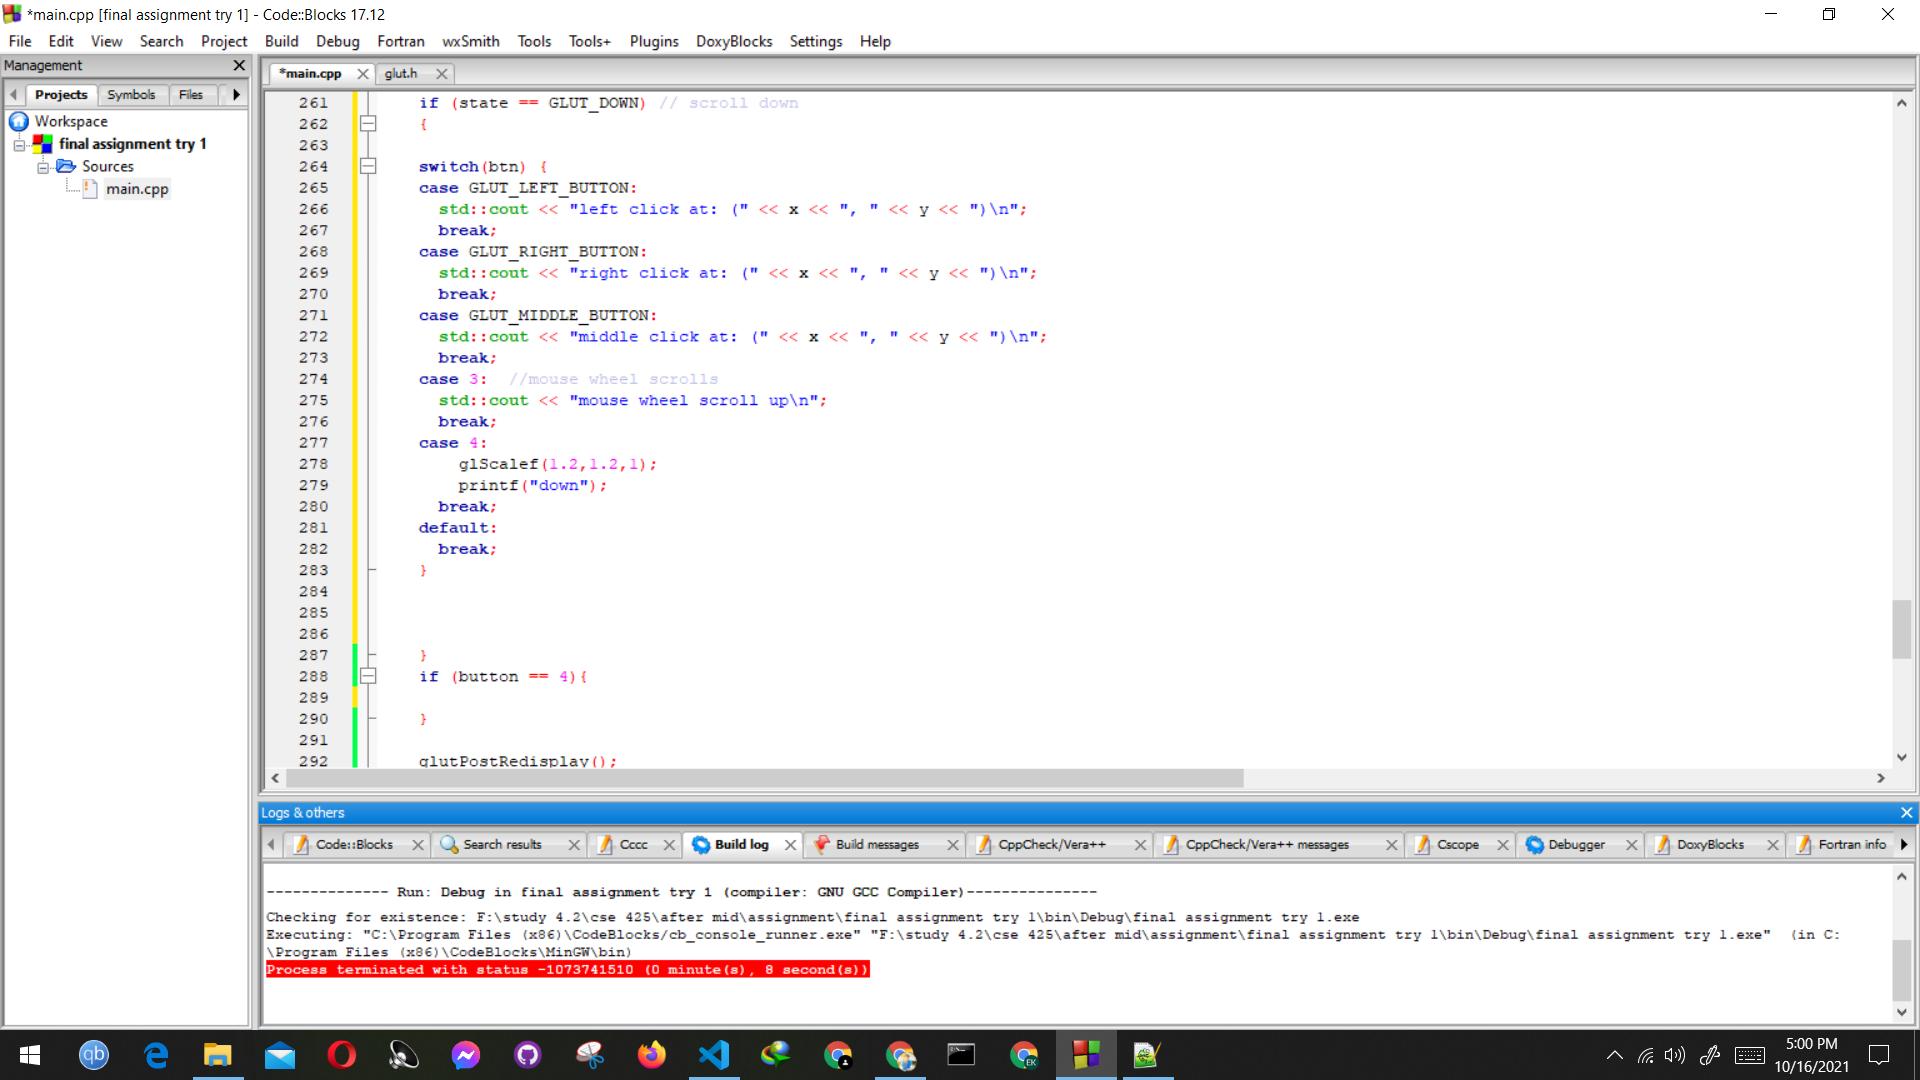 *main.cpp [final assignment try 1] - Code::Blocks 17.12
File Edit View Search Project Build Debug Fortran wxSmith Tools Tools+ Plugins DoxyBlocks Settings Help
Management
*main.cpp glut.h
Projects Symbols Files
Workspace
final assignment try 1
Sources
main.cpp
261 if (state == GLUT_DOWN) // scroll down
262 {
263
264 switch(btn) {
265 case GLUT_LEFT_BUTTON:
266 std::cout << "left click at: (" << x << ", " << y << ")\n";
267 break;
268 case GLUT_RIGHT_BUTTON:
269 std::cout << "right click at: (" << x << ", " << y << ")\n";
270 break;
271 case GLUT_MIDDLE_BUTTON:
272 std::cout << "middle click at: (" << x << ", " << y << ")\n";
273 break;
274 case 3: //mouse wheel scrolls
275 std::cout << "mouse wheel scroll up\n";
276 break;
277 case 4:
278 glScalef(1.2,1.2,1);
279 printf("down");
280 break;
281 default:
282 break;
283 }
284
285
286
287 }
288 if (button == 4){
289
290 }
291
292 glutPostRedisplay();
Logs & others
Code::Blocks Search results Cccc Build log Build messages CppCheck/Vera++ CppCheck/Vera++ messages Cscope Debugger DoxyBlocks Fortran info
-------------- Run: Debug in final assignment try 1 (compiler: GNU GCC Compiler)---------------
Checking for existence: F:\study 4.2\cse 425\after mid\assignment\final assignment try 1\bin\Debug\final assignment try 1.exe
Executing: "C:\Program Files (x86)\CodeBlocks/cb_console_runner.exe" "F:\study 4.2\cse 425\after mid\assignment\final assignment try 1\bin\Debug\final assignment try 1.exe" (in C:
\Program Files (x86)\CodeBlocks\MinGW\bin)
Process terminated with status -1073741510 (0 minute(s), 8 second(s))
qb
EK
5:00 PM
10/16/2021